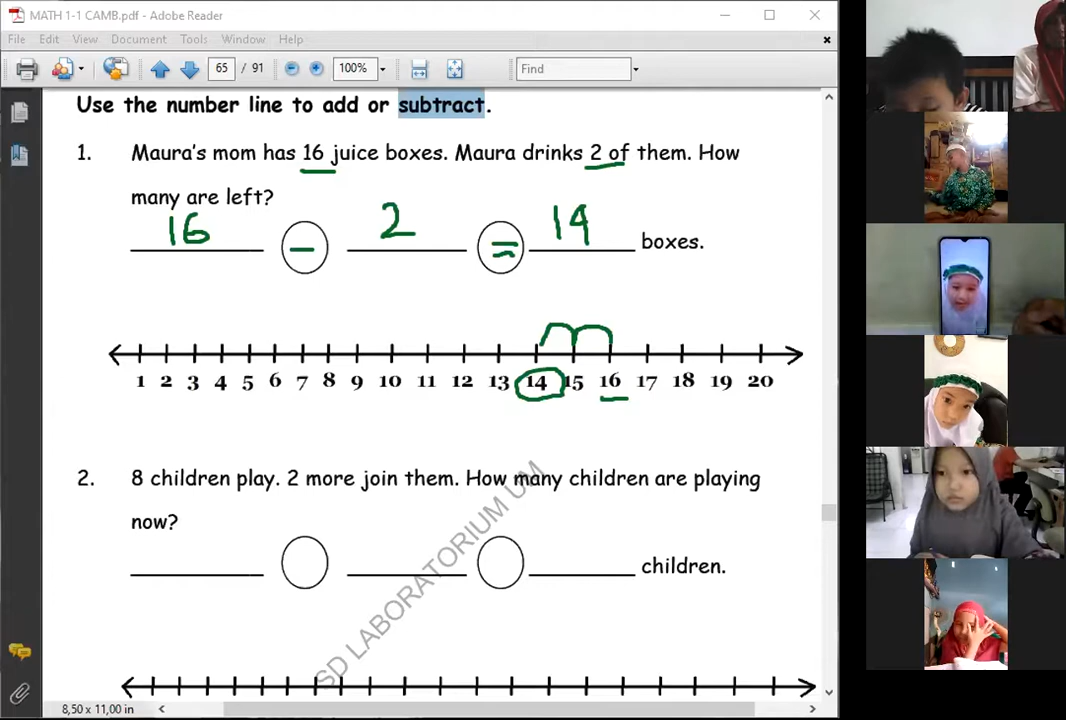 MATH 1-1 CAMB.pdf - Adobe Reader
File Edit View Document Tools Window Help
65 / 91 100% Find
Use the number line to add or subtract.
1. Maura's mom has 16 juice boxes. Maura drinks 2 of them. How
many are left?
16 - 2 = 14 boxes.
1 2 3 4 5 6 7 8 9 10 11 12 13 14 15 16 17 18 19 20
2. 8 children play. 2 more join them. How many children are playing
now?
children.
SD LABORATORIUM UM
8,50 x 11,00 in